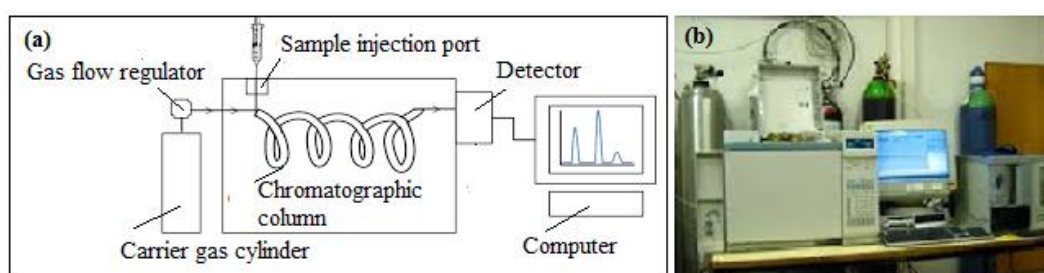 (a)
Sample injection port
Gas flow regulator
Detector
Chromatographic
column
Carrier gas cylinder
Computer
(b)